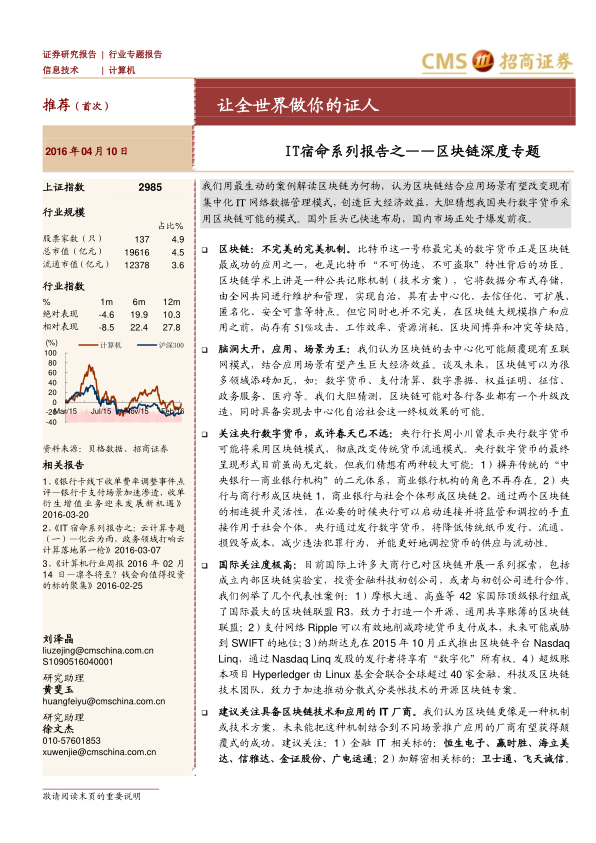 证券研究报告 | 行业专题报告
信息技术 | 计算机
CMS 招商证券
推荐（首次）
让全世界做你的证人
2016年04月10日
IT宿命系列报告之——区块链深度专题
上证指数 2985
行业规模
占比%
股票家数（只） 137 4.9
总市值（亿元） 19616 4.5
流通市值（亿元） 12378 3.6
行业指数
% 1m 6m 12m
绝对表现 -4.6 19.9 10.3
相对表现 -8.5 22.4 27.8
(%)
计算机 沪深300
100
80
60
40
20
0
-20
-40
Mar/15 Jul/15 Nov/15 Feb/16
资料来源：贝格数据、招商证券
相关报告
1、《银行卡线下收单费率调整事件点
评—银行卡支付场景加速渗透，收单
衍生增值业务迎来发展新机遇》
2016-03-20
2、《IT宿命系列报告之：云计算专题
（一）—化云为雨，政务领域打响云
计算落地第一枪》2016-03-07
3、《计算机行业周报 2016 年 02 月
14 日—凛冬将至？钱会向值得投资
的标的聚集》2016-02-25
刘泽晶
liuzejing@cmschina.com.cn
S1090516040001
研究助理
黄斐玉
huangfeiyu@cmschina.com.cn
研究助理
徐文杰
010-57601853
xuwenjie@cmschina.com.cn
我们用最生动的案例解读区块链为何物，认为区块链结合应用场景有望改变现有
集中化 IT 网络数据管理模式，创造巨大经济效益，大胆猜想我国央行数字货币采
用区块链可能的模式。国外巨头已快速布局，国内市场正处于爆发前夜。
❑ 区块链：不完美的完美机制。比特币这一号称最完美的数字货币正是区块链
最成功的应用之一，也是比特币“不可伪造，不可盗取”特性背后的功臣。
区块链学术上讲是一种公共记账机制（技术方案），它将数据分布式存储，
由全网共同进行维护和管理，实现自治，具有去中心化、去信任化、可扩展、
匿名化、安全可靠等特点。但它同时也并不完美，在区块链大规模推广和应
用之前，尚存有 51%攻击、工作效率、资源消耗、区块间博弈和冲突等缺陷。
❑ 脑洞大开，应用、场景为王：我们认为区块链的去中心化可能颠覆现有互联
网模式，结合应用场景有望产生巨大经济效益。谈及未来，区块链可以为很
多领域添砖加瓦，如：数字货币、支付清算、数字票据、权益证明、征信、
政务服务、医疗等。我们大胆猜测，区块链可能对各行各业都有一个升级改
造，同时具备实现去中心化自治社会这一终极效果的可能。
❑ 关注央行数字货币，或许春天已不远：央行行长周小川曾表示央行数字货币
可能将采用区块链模式，彻底改变传统货币流通模式。央行数字货币的最终
呈现形式目前虽尚无定数，但我们猜想有两种较大可能：1）摒弃传统的“中
央银行—商业银行机构”的二元体系，商业银行机构的角色不再存在。2）央
行与商行形成区块链 1，商业银行与社会个体形成区块链 2，通过两个区块链
的相连提升灵活性，在必要的时候央行可以启动连接并将监管和调控的手直
接作用于社会个体。央行通过发行数字货币，将降低传统纸币发行、流通、
损毁等成本，减少违法犯罪行为，并能更好地调控货币的供应与流动性。
❑ 国际关注度极高：目前国际上许多大商行已对区块链开展一系列探索，包括
成立内部区块链实验室，投资金融科技初创公司，或者与初创公司进行合作。
我们例举了几个代表性案例：1）摩根大通、高盛等 42 家国际顶级银行组成
了国际最大的区块链联盟 R3，致力于打造一个开源、通用共享账簿的区块链
联盟；2）支付网络 Ripple 可以有效地削减跨境货币支付成本，未来可能威胁
到 SWIFT 的地位；3）纳斯达克在 2015 年 10 月正式推出区块链平台 Nasdaq
Linq，通过 Nasdaq Linq 发股的发行者将享有“数字化”所有权。4）超级账
本项目 Hyperledger 由 Linux 基金会联合全球超过 40 家金融、科技及区块链
技术团队，致力于加速推动分散式分类帐技术的开源区块链专案。
❑ 建议关注具备区块链技术和应用的 IT 厂商。我们认为区块链更像是一种机制
或技术方案，未来能把这种机制结合到不同场景推广应用的厂商有望获得颠
覆式的成功，建议关注：1）金融 IT 相关标的：恒生电子、赢时胜、海立美
达、信雅达、金证股份、广电运通；2）加解密相关标的：卫士通、飞天诚信。
敬请阅读末页的重要说明